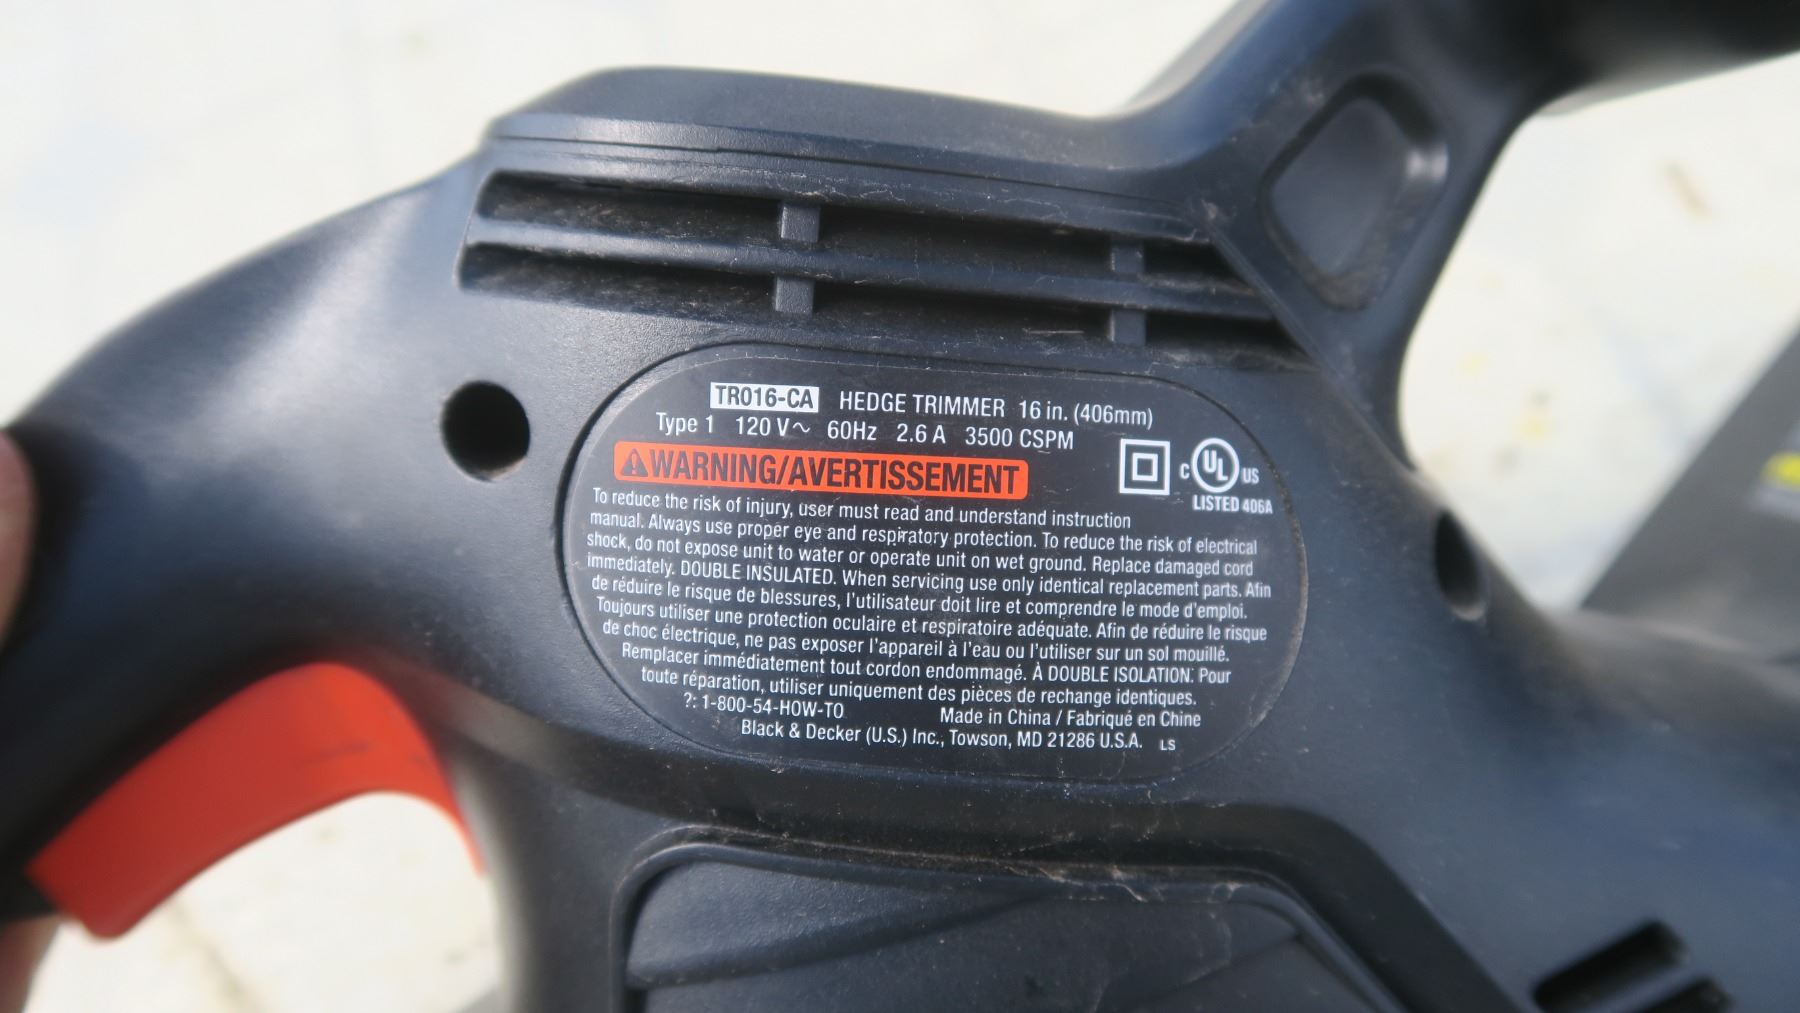 TR016-CA HEDGE TRIMMER 16 in. (406mm)
Type 1 120 V~ 60Hz 2.6 A 3500 CSPM
WARNING/AVERTISSEMENT
C UL US
LISTED 406A
To reduce the risk of injury, user must read and understand instruction
manual. Always use proper eye and respiratory protection. To reduce the risk of electrical
shock, do not expose unit to water or operate unit on wet ground. Replace damaged cord
immediately. DOUBLE INSULATED. When servicing use only identical replacement parts. Afin
de réduire le risque de blessures, l'utilisateur doit lire et comprendre le mode d'emploi.
Toujours utiliser une protection oculaire et respiratoire adéquate. Afin de réduire le risque
de choc électrique, ne pas exposer l'appareil à l'eau ou l'utiliser sur un sol mouillé.
Remplacer immédiatement tout cordon endommagé. À DOUBLE ISOLATION. Pour
toute réparation, utiliser uniquement des pièces de rechange identiques.
?: 1-800-54-HOW-TO Made in China / Fabriqué en Chine
Black & Decker (U.S.) Inc., Towson, MD 21286 U.S.A. LS